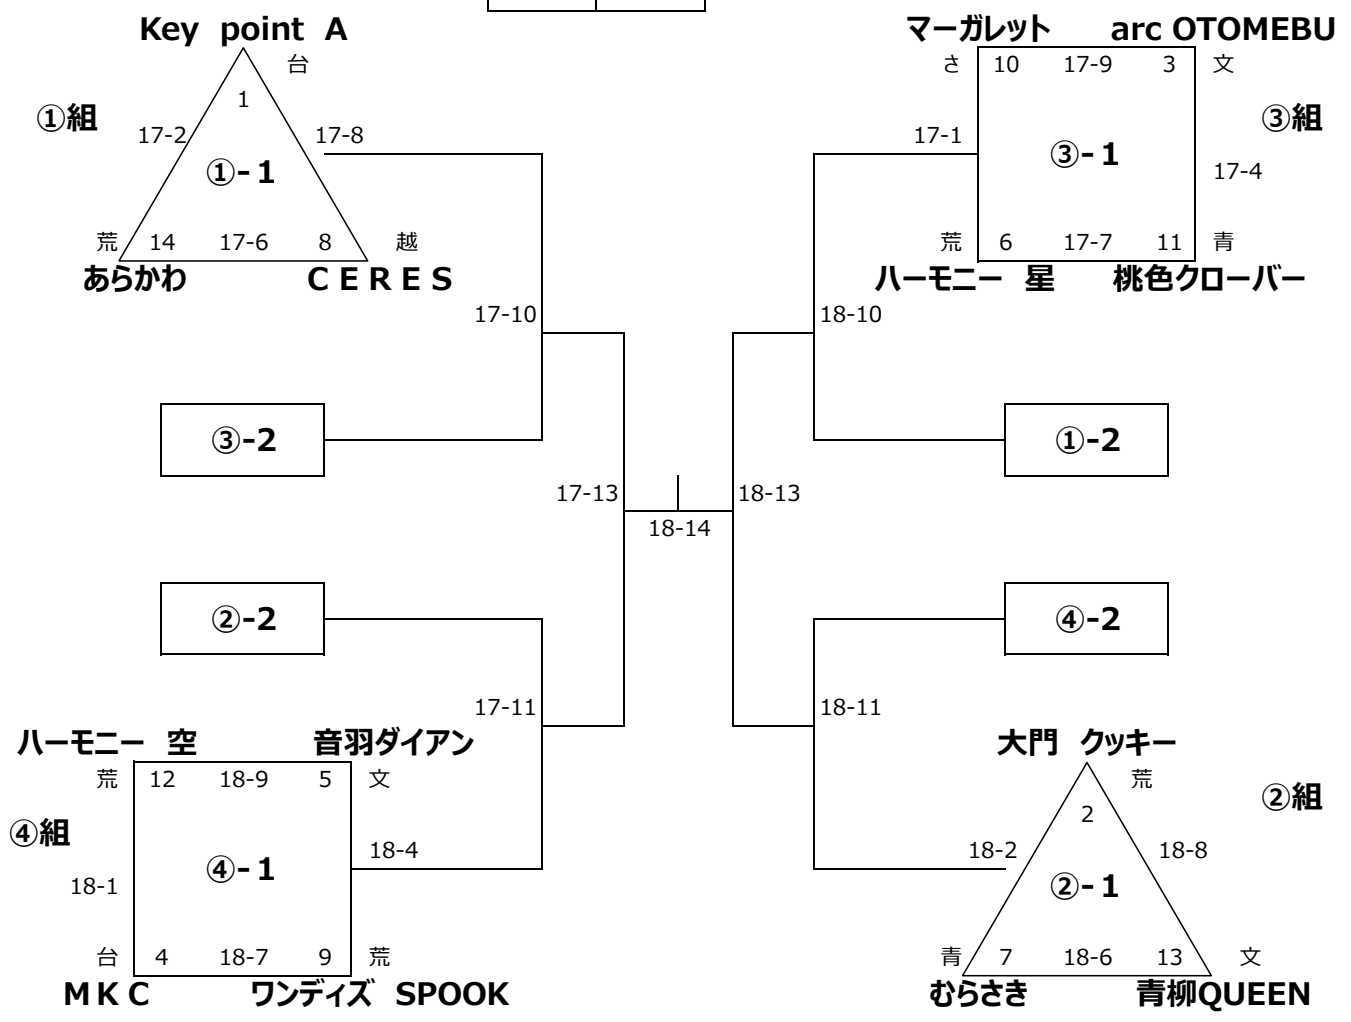 Key point A
マーガレット arc OTOMEBU
台
さ 10 17-9 3 文
1
①組
③組
17-2 17-8
17-1
①-1
③-1
17-4
荒 14 17-6 8 越
荒 6 17-7 11 青
あらかわ CERES
ハーモニー 星 桃色クローバー
17-10
18-10
③-2
①-2
17-13
18-13
18-14
②-2
④-2
17-11
18-11
ハーモニー 空 音羽ダイアン
大門 クッキー
荒 12 18-9 5 文
荒
②組
2
④組
18-4
18-2 18-8
④-1
18-1
②-1
台 4 18-7 9 荒
青 7 18-6 13 文
MKC ワンディズ SPOOK
むらさき 青柳QUEEN